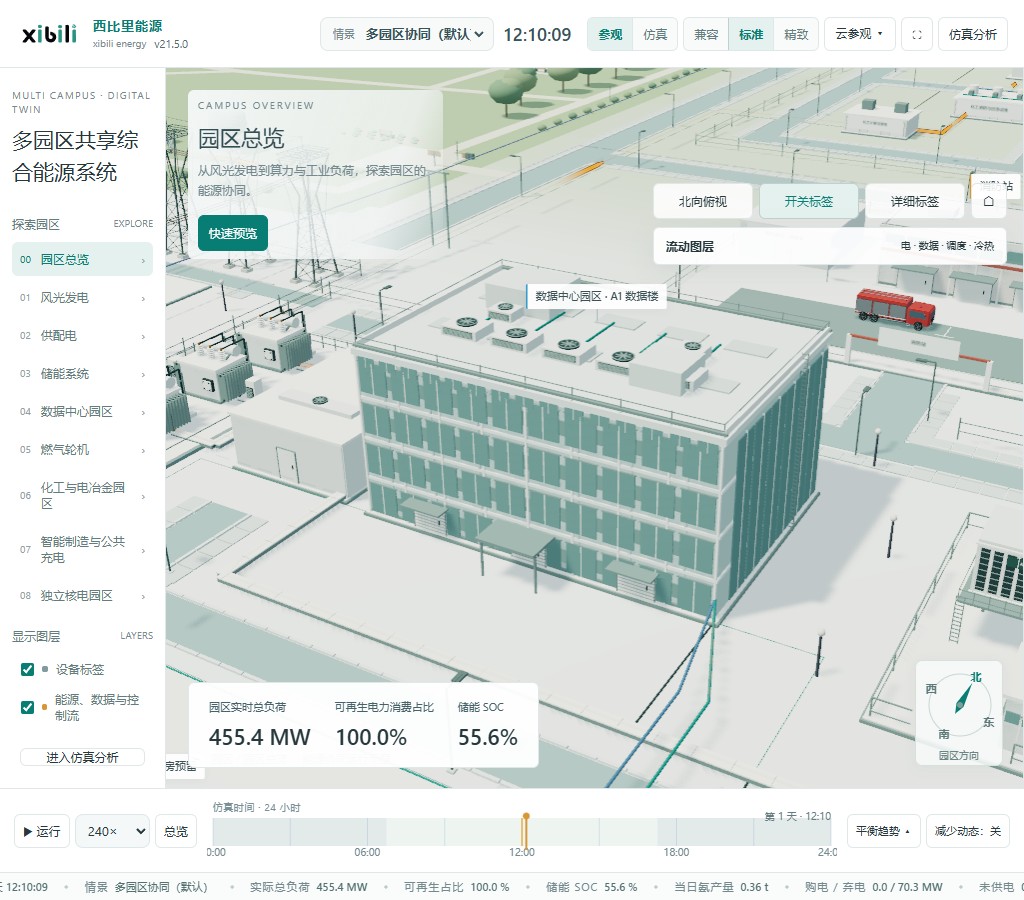 xibili 西比里能源
xibili energy v21.5.0
情景 多园区协同（默认
12:10:09
参观 仿真
兼容 标准 精致
云参观
仿真分析
MULTI CAMPUS · DIGITAL
TWIN
多园区共享综
合能源系统
探索园区 EXPLORE
00 园区总览
01 风光发电
02 供配电
03 储能系统
04 数据中心园区
05 燃气轮机
06 化工与电冶金园
区
07 智能制造与公共
充电
08 独立核电园区
显示图层 LAYERS
设备标签
能源、数据与控
制流
进入仿真分析
CAMPUS OVERVIEW
园区总览
从风光发电到算力与工业负荷，探索园区的
能源协同。
快速预览
北向俯视 开关标签 详细标签
流动图层 电 · 数据 · 调度 · 冷热
数据中心园区 · A1 数据楼
园区实时总负荷 可再生电力消费占比 储能 SOC
455.4 MW 100.0% 55.6%
北
西
东
南
园区方向
运行 240× 总览
仿真时间 · 24 小时
第 1 天 · 12:10
0:00 06:00 12:00 18:00 24:0
平衡趋势
减少动态：关
12:10:09 • 情景 多园区协同（默认） • 实际总负荷 455.4 MW • 可再生占比 100.0 % • 储能 SOC 55.6 % • 当日氨产量 0.36 t • 购电 / 弃电 0.0 / 70.3 MW • 未供电